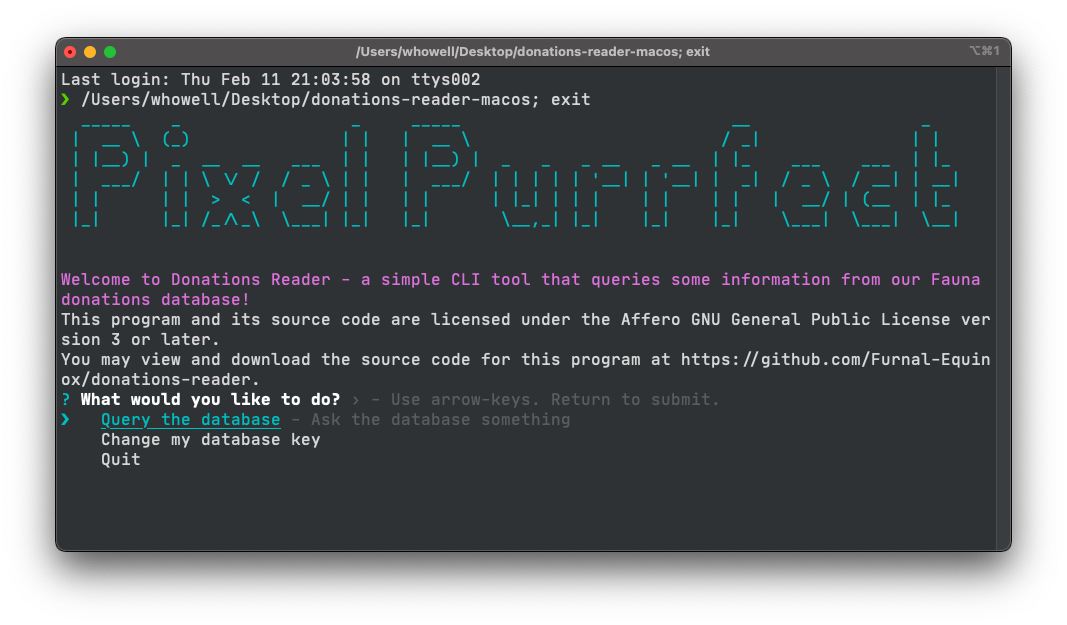 /Users/whowell/Desktop/donations-reader-macos; exit
⌥⌘1
Last login: Thu Feb 11 21:03:58 on ttys002
❯ /Users/whowell/Desktop/donations-reader-macos; exit
Pixel Purrfect
Welcome to Donations Reader - a simple CLI tool that queries some information from our Fauna
donations database!
This program and its source code are licensed under the Affero GNU General Public License ver
sion 3 or later.
You may view and download the source code for this program at https://github.com/Furnal-Equin
ox/donations-reader.
? What would you like to do? › - Use arrow-keys. Return to submit.
❯ Query the database - Ask the database something
Change my database key
Quit